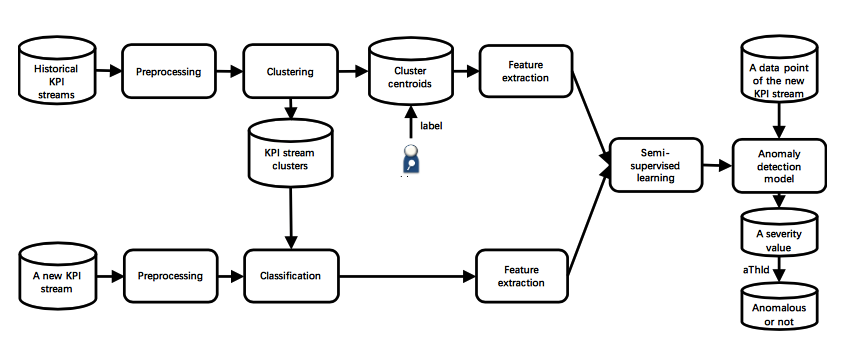 Historical
KPI
streams
Preprocessing
Clustering
Cluster
centroids
Feature
extraction
label
KPI stream
clusters
A new KPI
stream
Preprocessing
Classification
Feature
extraction
Semi-
supervised
learning
A data point
of the new
KPI stream
Anomaly
detection
model
A severity
value
aThld
Anomalous
or not